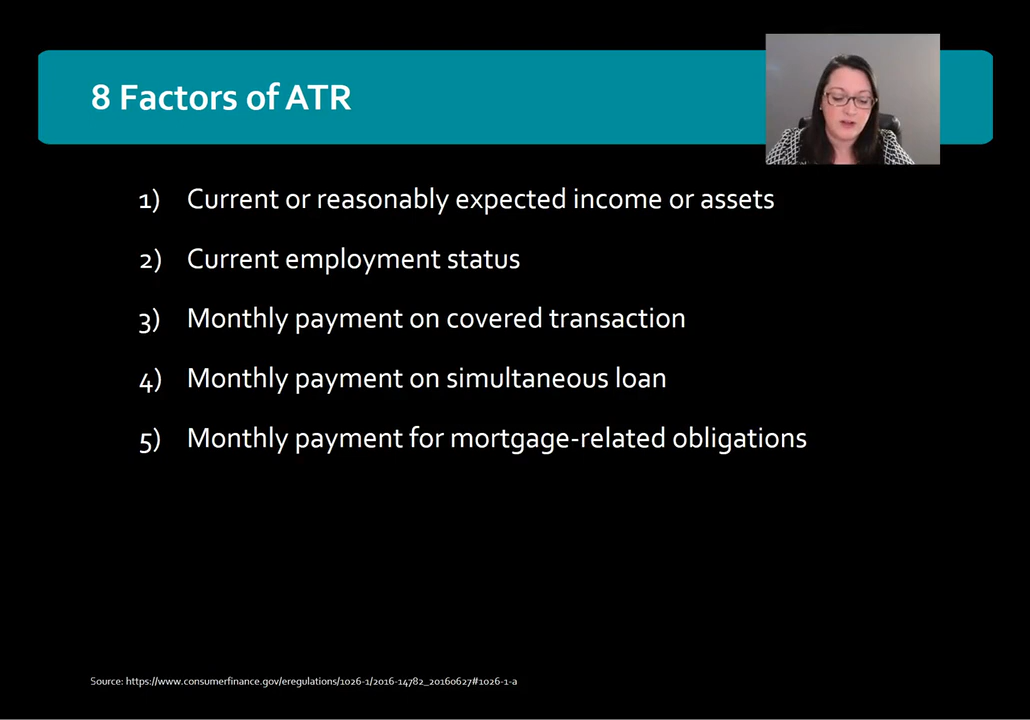 8 Factors of ATR
1) Current or reasonably expected income or assets
2) Current employment status
3) Monthly payment on covered transaction
4) Monthly payment on simultaneous loan
5) Monthly payment for mortgage-related obligations
Source: https://www.consumerfinance.gov/eregulations/1026-1/2016-14782_20160627#1026-1-a